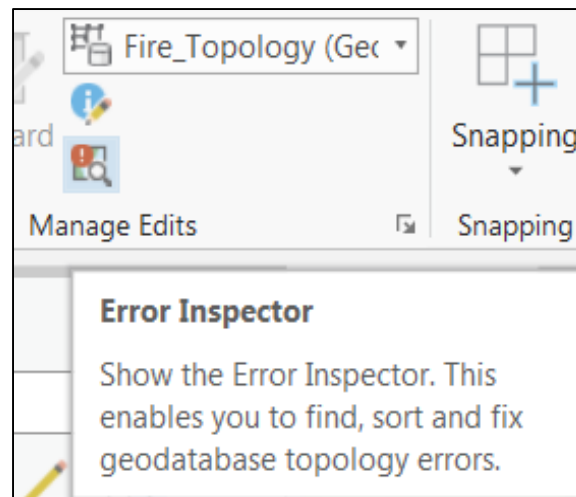 Fire_Topology (Gec
ard
Snapping
Manage Edits
Snapping
Error Inspector
Show the Error Inspector. This
enables you to find, sort and fix
geodatabase topology errors.